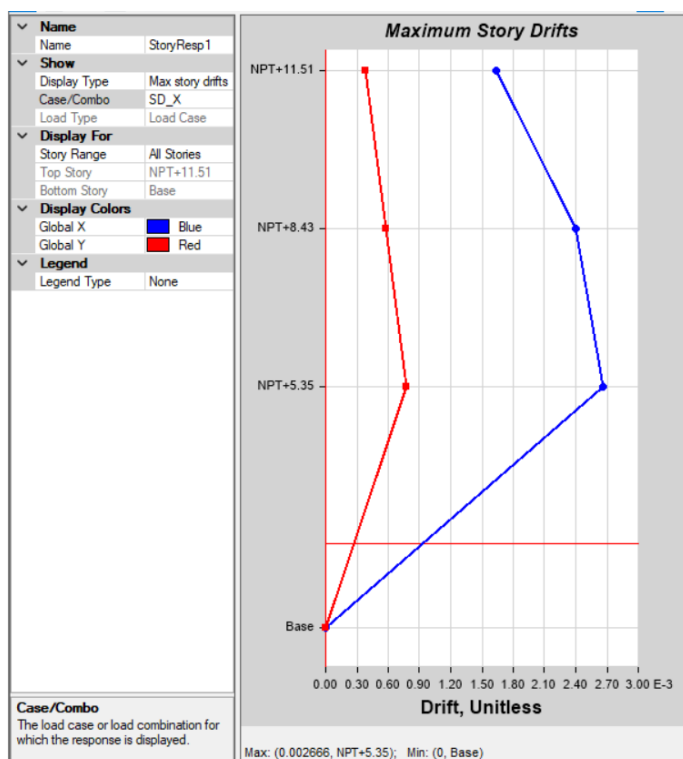 Name
Name StoryResp1
Show
Display Type Max story drifts
Case/Combo SD_X
Load Type Load Case
Display For
Story Range All Stories
Top Story NPT+11.51
Bottom Story Base
Display Colors
Global X Blue
Global Y Red
Legend
Legend Type None
Case/Combo
The load case or load combination for
which the response is displayed.
Maximum Story Drifts
NPT+11.51
NPT+8.43
NPT+5.35
Base
0.00 0.30 0.60 0.90 1.20 1.50 1.80 2.10 2.40 2.70 3.00 E-3
Drift, Unitless
Max: (0.002666, NPT+5.35); Min: (0, Base)